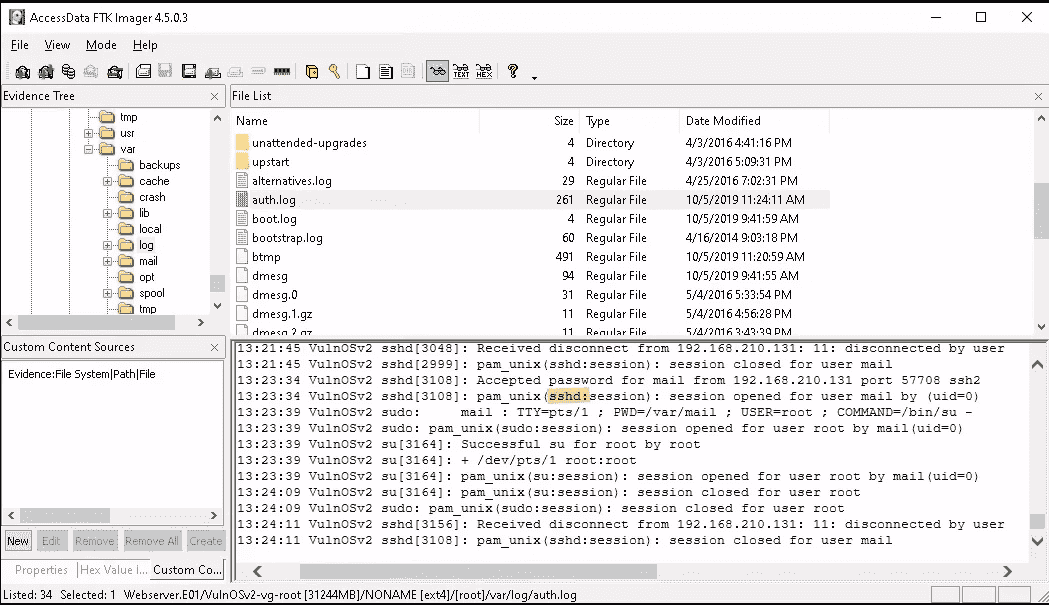 AccessData FTK Imager 4.5.0.3
File View Mode Help
Evidence Tree
tmp
usr
var
backups
cache
crash
lib
local
log
mail
opt
spool
tmp
File List
Name Size Type Date Modified
unattended-upgrades 4 Directory 4/3/2016 4:41:16 PM
upstart 4 Directory 4/3/2016 5:09:31 PM
alternatives.log 29 Regular File 4/25/2016 7:02:31 PM
auth.log 261 Regular File 10/5/2019 11:24:11 AM
boot.log 4 Regular File 10/5/2019 9:41:59 AM
bootstrap.log 60 Regular File 4/16/2014 9:03:18 PM
btmp 491 Regular File 10/5/2019 11:20:59 AM
dmesg 94 Regular File 10/5/2019 9:41:55 AM
dmesg.0 31 Regular File 5/4/2016 5:33:54 PM
dmesg.1.gz 11 Regular File 5/4/2016 4:56:28 PM
dmesg.2.gz 11 Regular File 5/4/2016 3:43:39 PM
Custom Content Sources
Evidence:File System|Path|File
New Edit Remove Remove All Create
Properties Hex Value I... Custom Co...
13:21:45 VulnOSv2 sshd[3048]: Received disconnect from 192.168.210.131: 11: disconnected by user
13:21:45 VulnOSv2 sshd[2999]: pam_unix(sshd:session): session closed for user mail
13:23:34 VulnOSv2 sshd[3108]: Accepted password for mail from 192.168.210.131 port 57708 ssh2
13:23:34 VulnOSv2 sshd[3108]: pam_unix(sshd:session): session opened for user mail by (uid=0)
13:23:39 VulnOSv2 sudo: mail : TTY=pts/1 ; PWD=/var/mail ; USER=root ; COMMAND=/bin/su -
13:23:39 VulnOSv2 sudo: pam_unix(sudo:session): session opened for user root by mail(uid=0)
13:23:39 VulnOSv2 su[3164]: Successful su for root by root
13:23:39 VulnOSv2 su[3164]: + /dev/pts/1 root:root
13:23:39 VulnOSv2 su[3164]: pam_unix(su:session): session opened for user root by mail(uid=0)
13:24:09 VulnOSv2 su[3164]: pam_unix(su:session): session closed for user root
13:24:09 VulnOSv2 sudo: pam_unix(sudo:session): session closed for user root
13:24:11 VulnOSv2 sshd[3156]: Received disconnect from 192.168.210.131: 11: disconnected by user
13:24:11 VulnOSv2 sshd[3108]: pam_unix(sshd:session): session closed for user mail
Listed: 34 Selected: 1 Webserver.E01/VulnOSv2-vg-root [31244MB]/NONAME [ext4]/[root]/var/log/auth.log